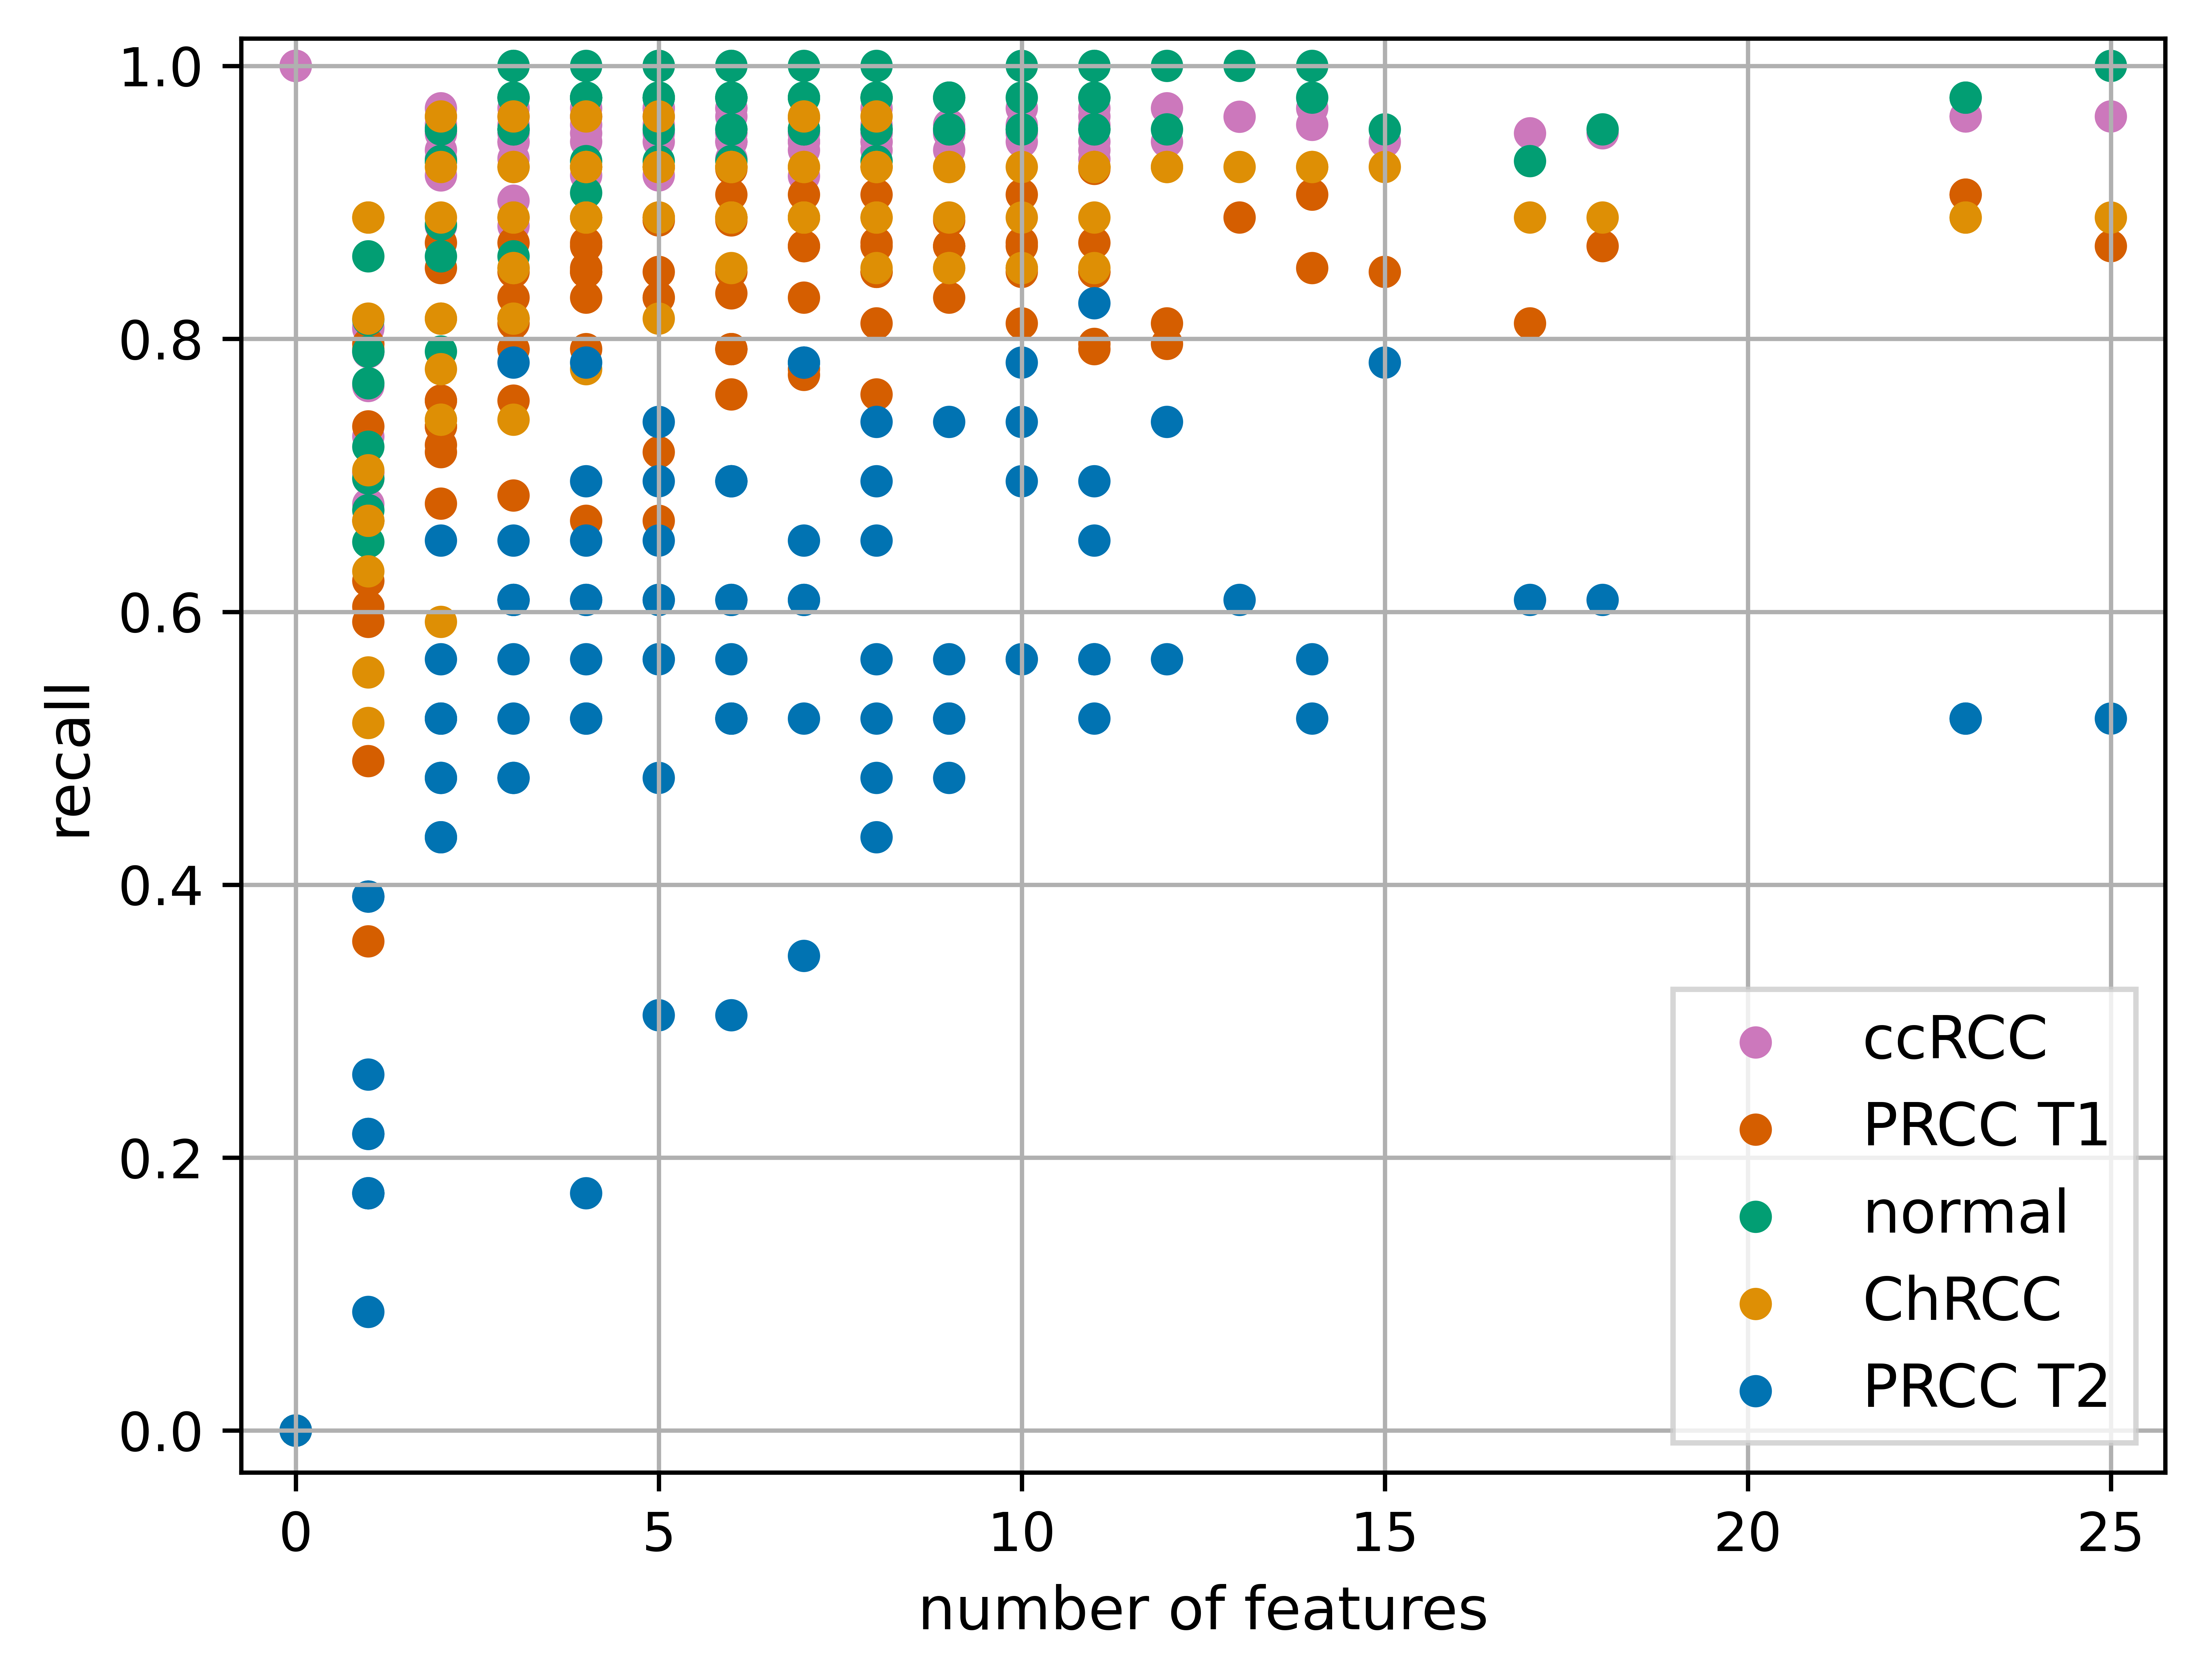 1.0
0.8
0.6
0.4
0.2
0.0
recall
ccRCC
PRCC T1
normal
ChRCC
PRCC T2
0 5 10 15 20 25
number of features